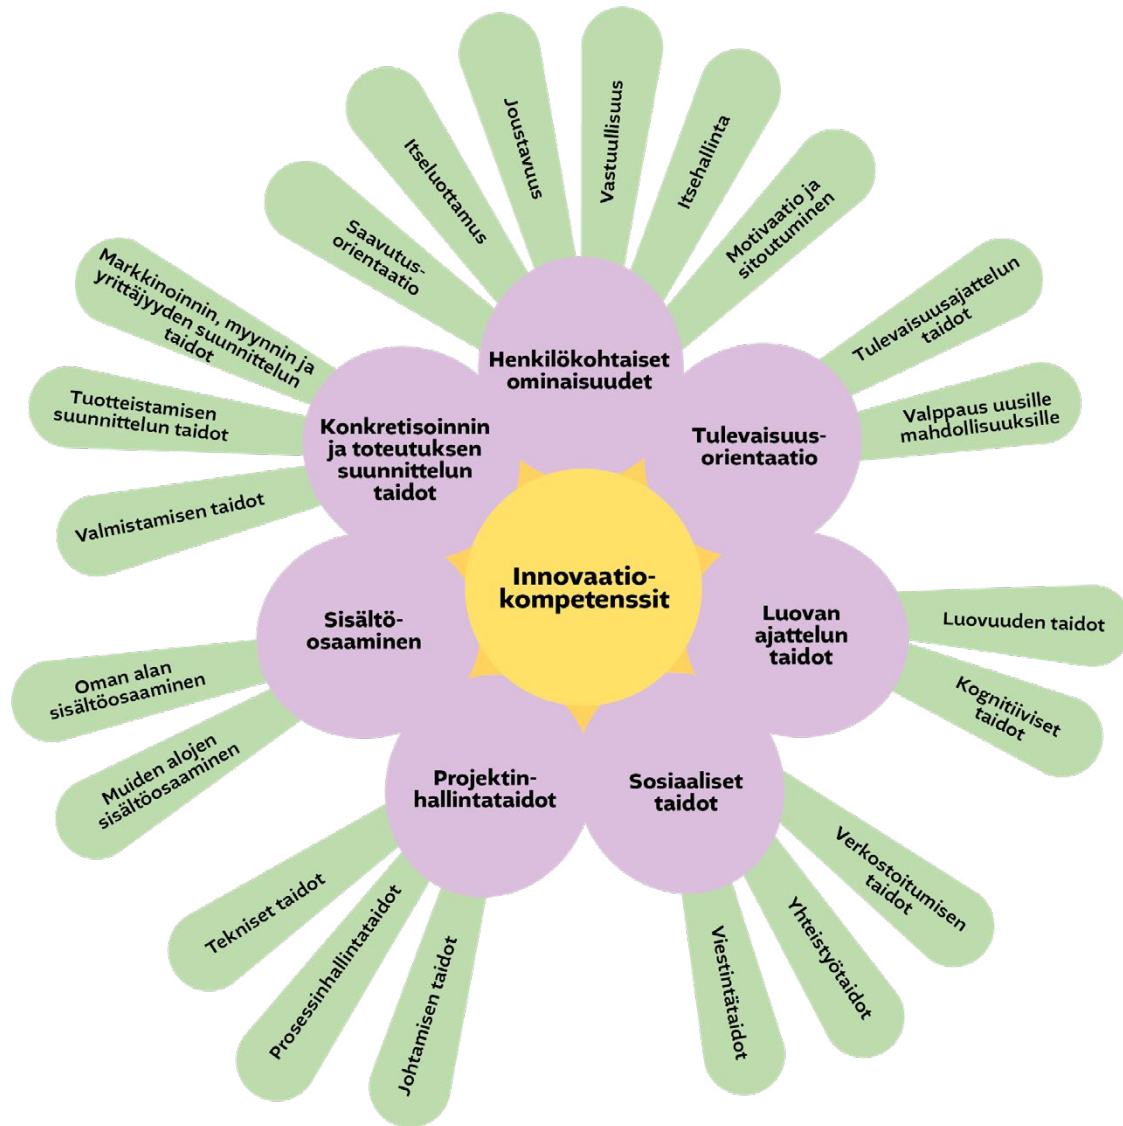 Innovaatio-
kompetenssit
Henkilökohtaiset
ominaisuudet
Saavutus-
orientaatio
Itseluottamus
Joustavuus
Vastuullisuus
Itsehallinta
Motivaatio ja
sitoutuminen
Tulevaisuus-
orientaatio
Tulevaisuusajattelun
taidot
Valppaus uusille
mahdollisuuksille
Luovan
ajattelun
taidot
Luovuuden taidot
Kognitiiviset
taidot
Sosiaaliset
taidot
Verkostoitumisen
taidot
Yhteistyötaidot
Viestintätaidot
Projektin-
hallintataidot
Johtamisen taidot
Prosessinhallintataidot
Tekniset taidot
Sisältö-
osaaminen
Muiden alojen
sisältöosaaminen
Oman alan
sisältöosaaminen
Konkretisoinnin
ja toteutuksen
suunnittelun
taidot
Valmistamisen taidot
Tuotteistamisen
suunnittelun taidot
Markkinoinnin, myynnin ja
yrittäjyyden suunnittelun
taidot